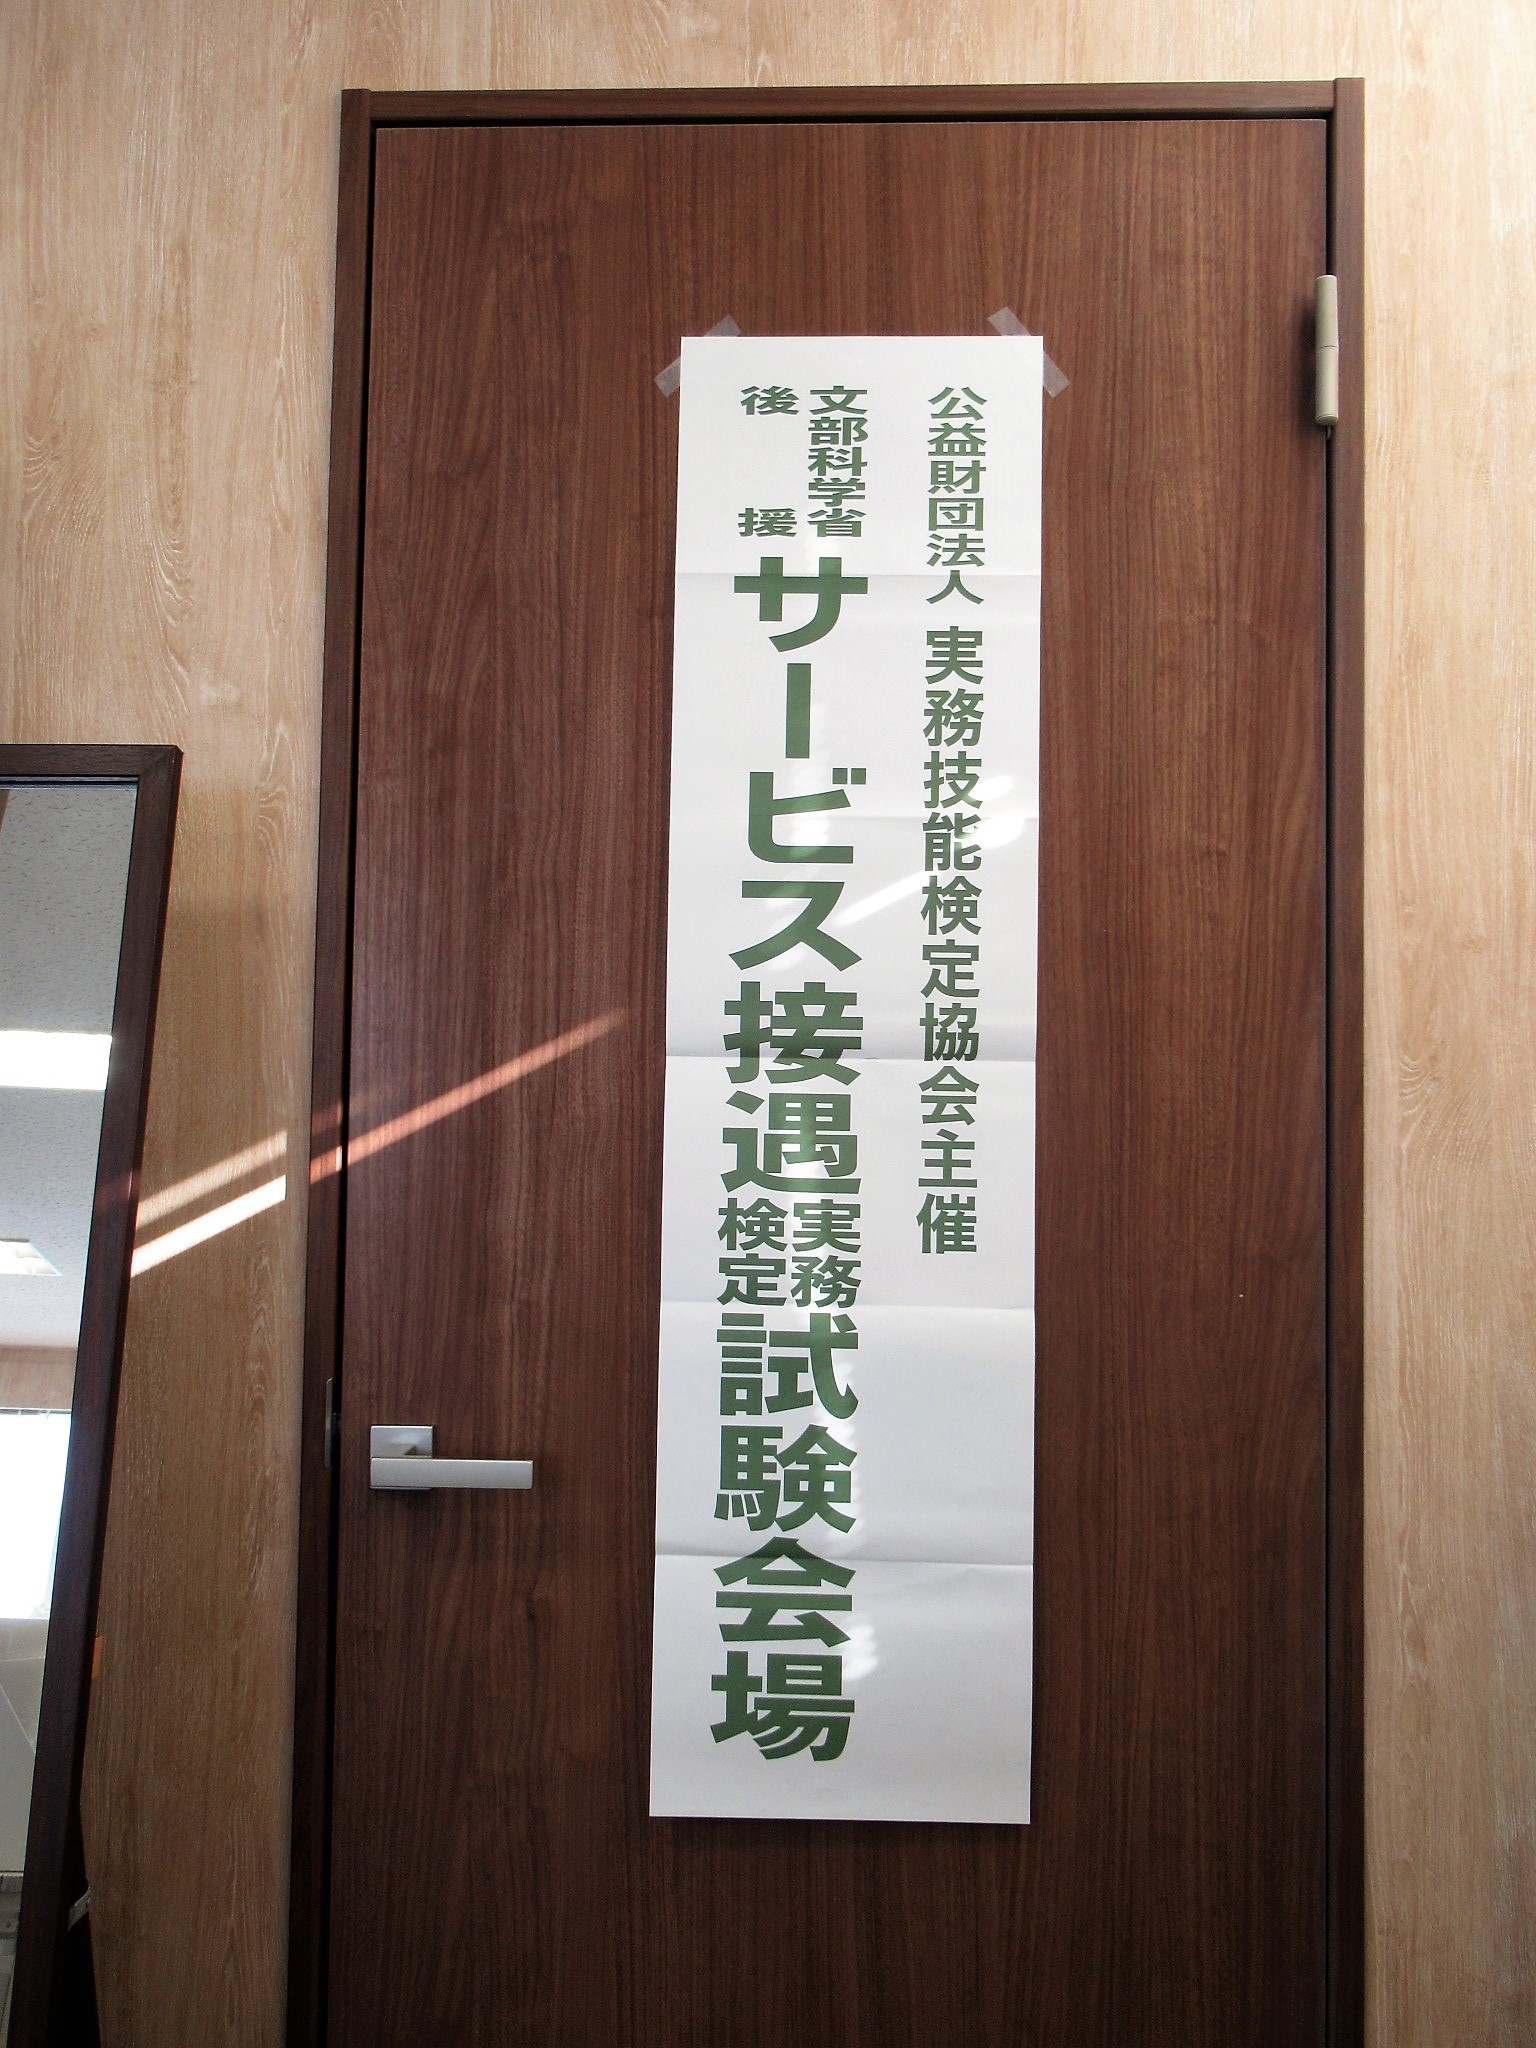 公益財団法人 実務技能検定協会主催
文部科学省
後援
サービス接遇
実務
検定
試験会場